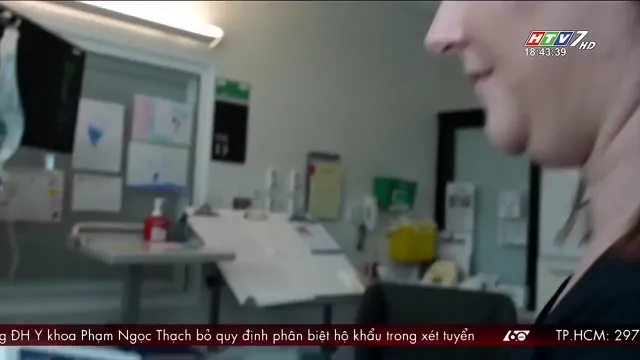 HTV7 HD
18:43:39
g ĐH Y khoa Phạm Ngọc Thạch bỏ quy định phân biệt hộ khẩu trong xét tuyển
TP.HCM: 297